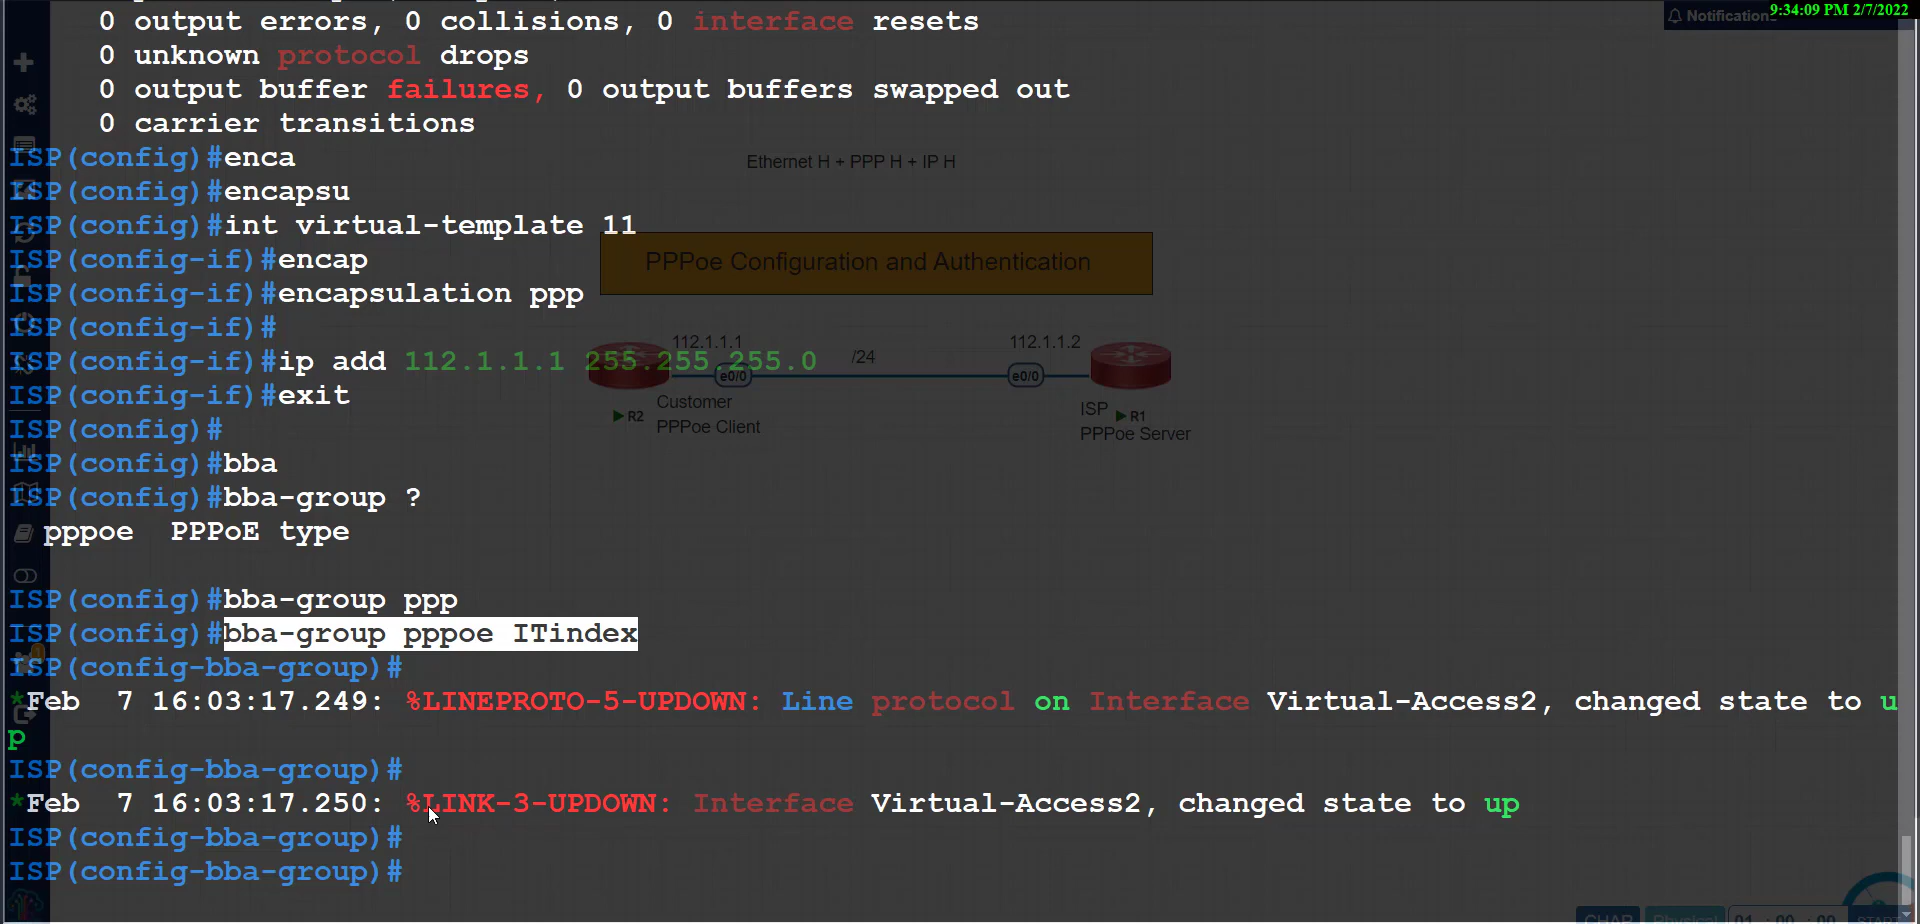 9:34:09 PM 2/7/2022
Notification
0 output errors, 0 collisions, 0 interface resets
0 unknown protocol drops
0 output buffer failures, 0 output buffers swapped out
0 carrier transitions
ISP(config)#enca
Ethernet H + PPP H + IP H
ISP(config)#encapsu
ISP(config)#int virtual-template 11
ISP(config-if)#encap
PPPoe Configuration and Authentication
ISP(config-if)#encapsulation ppp
ISP(config-if)#
112.1.1.1
112.1.1.2
/24
ISP(config-if)#ip add 112.1.1.1 255.255.255.0
e0/0
e0/0
ISP(config-if)#exit
R2
Customer
PPPoe Client
ISP
R1
PPPoe Server
ISP(config)#
ISP(config)#bba
ISP(config)#bba-group ?
pppoe  PPPoE type
ISP(config)#bba-group ppp
ISP(config)#bba-group pppoe ITindex
ISP(config-bba-group)#
*Feb  7 16:03:17.249: %LINEPROTO-5-UPDOWN: Line protocol on Interface Virtual-Access2, changed state to u
p
ISP(config-bba-group)#
*Feb  7 16:03:17.250: %LINK-3-UPDOWN: Interface Virtual-Access2, changed state to up
ISP(config-bba-group)#
ISP(config-bba-group)#